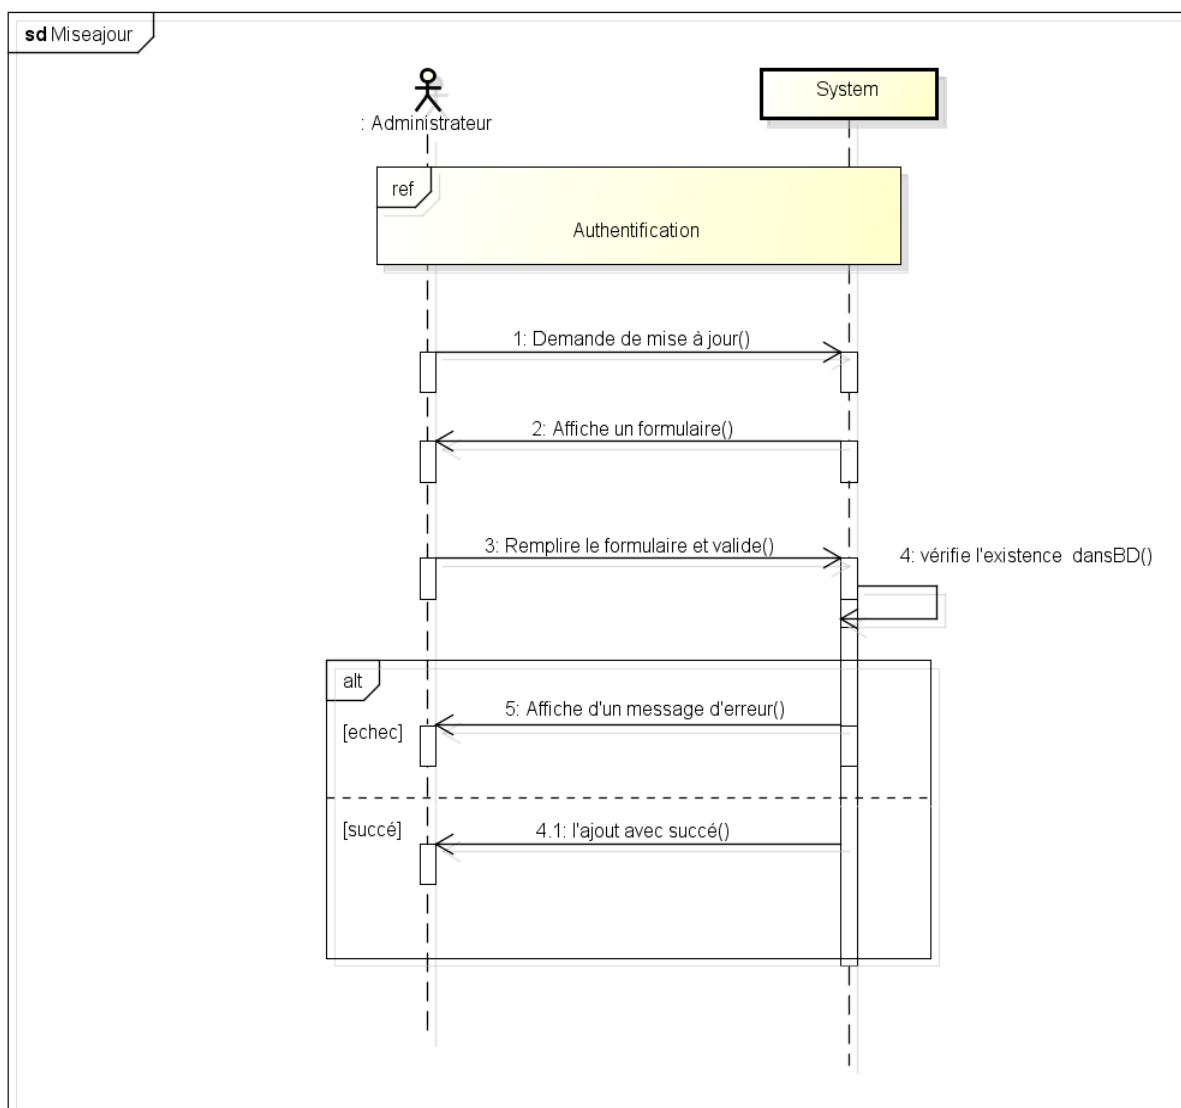 sd Miseajour
: Administrateur
System
ref
Authentification
1: Demande de mise à jour()
2: Affiche un formulaire()
3: Remplire le formulaire et valide()
4: vérifie l'existence dansBD()
alt
5: Affiche d'un message d'erreur()
[echec]
[succé]
4.1: l'ajout avec succé()